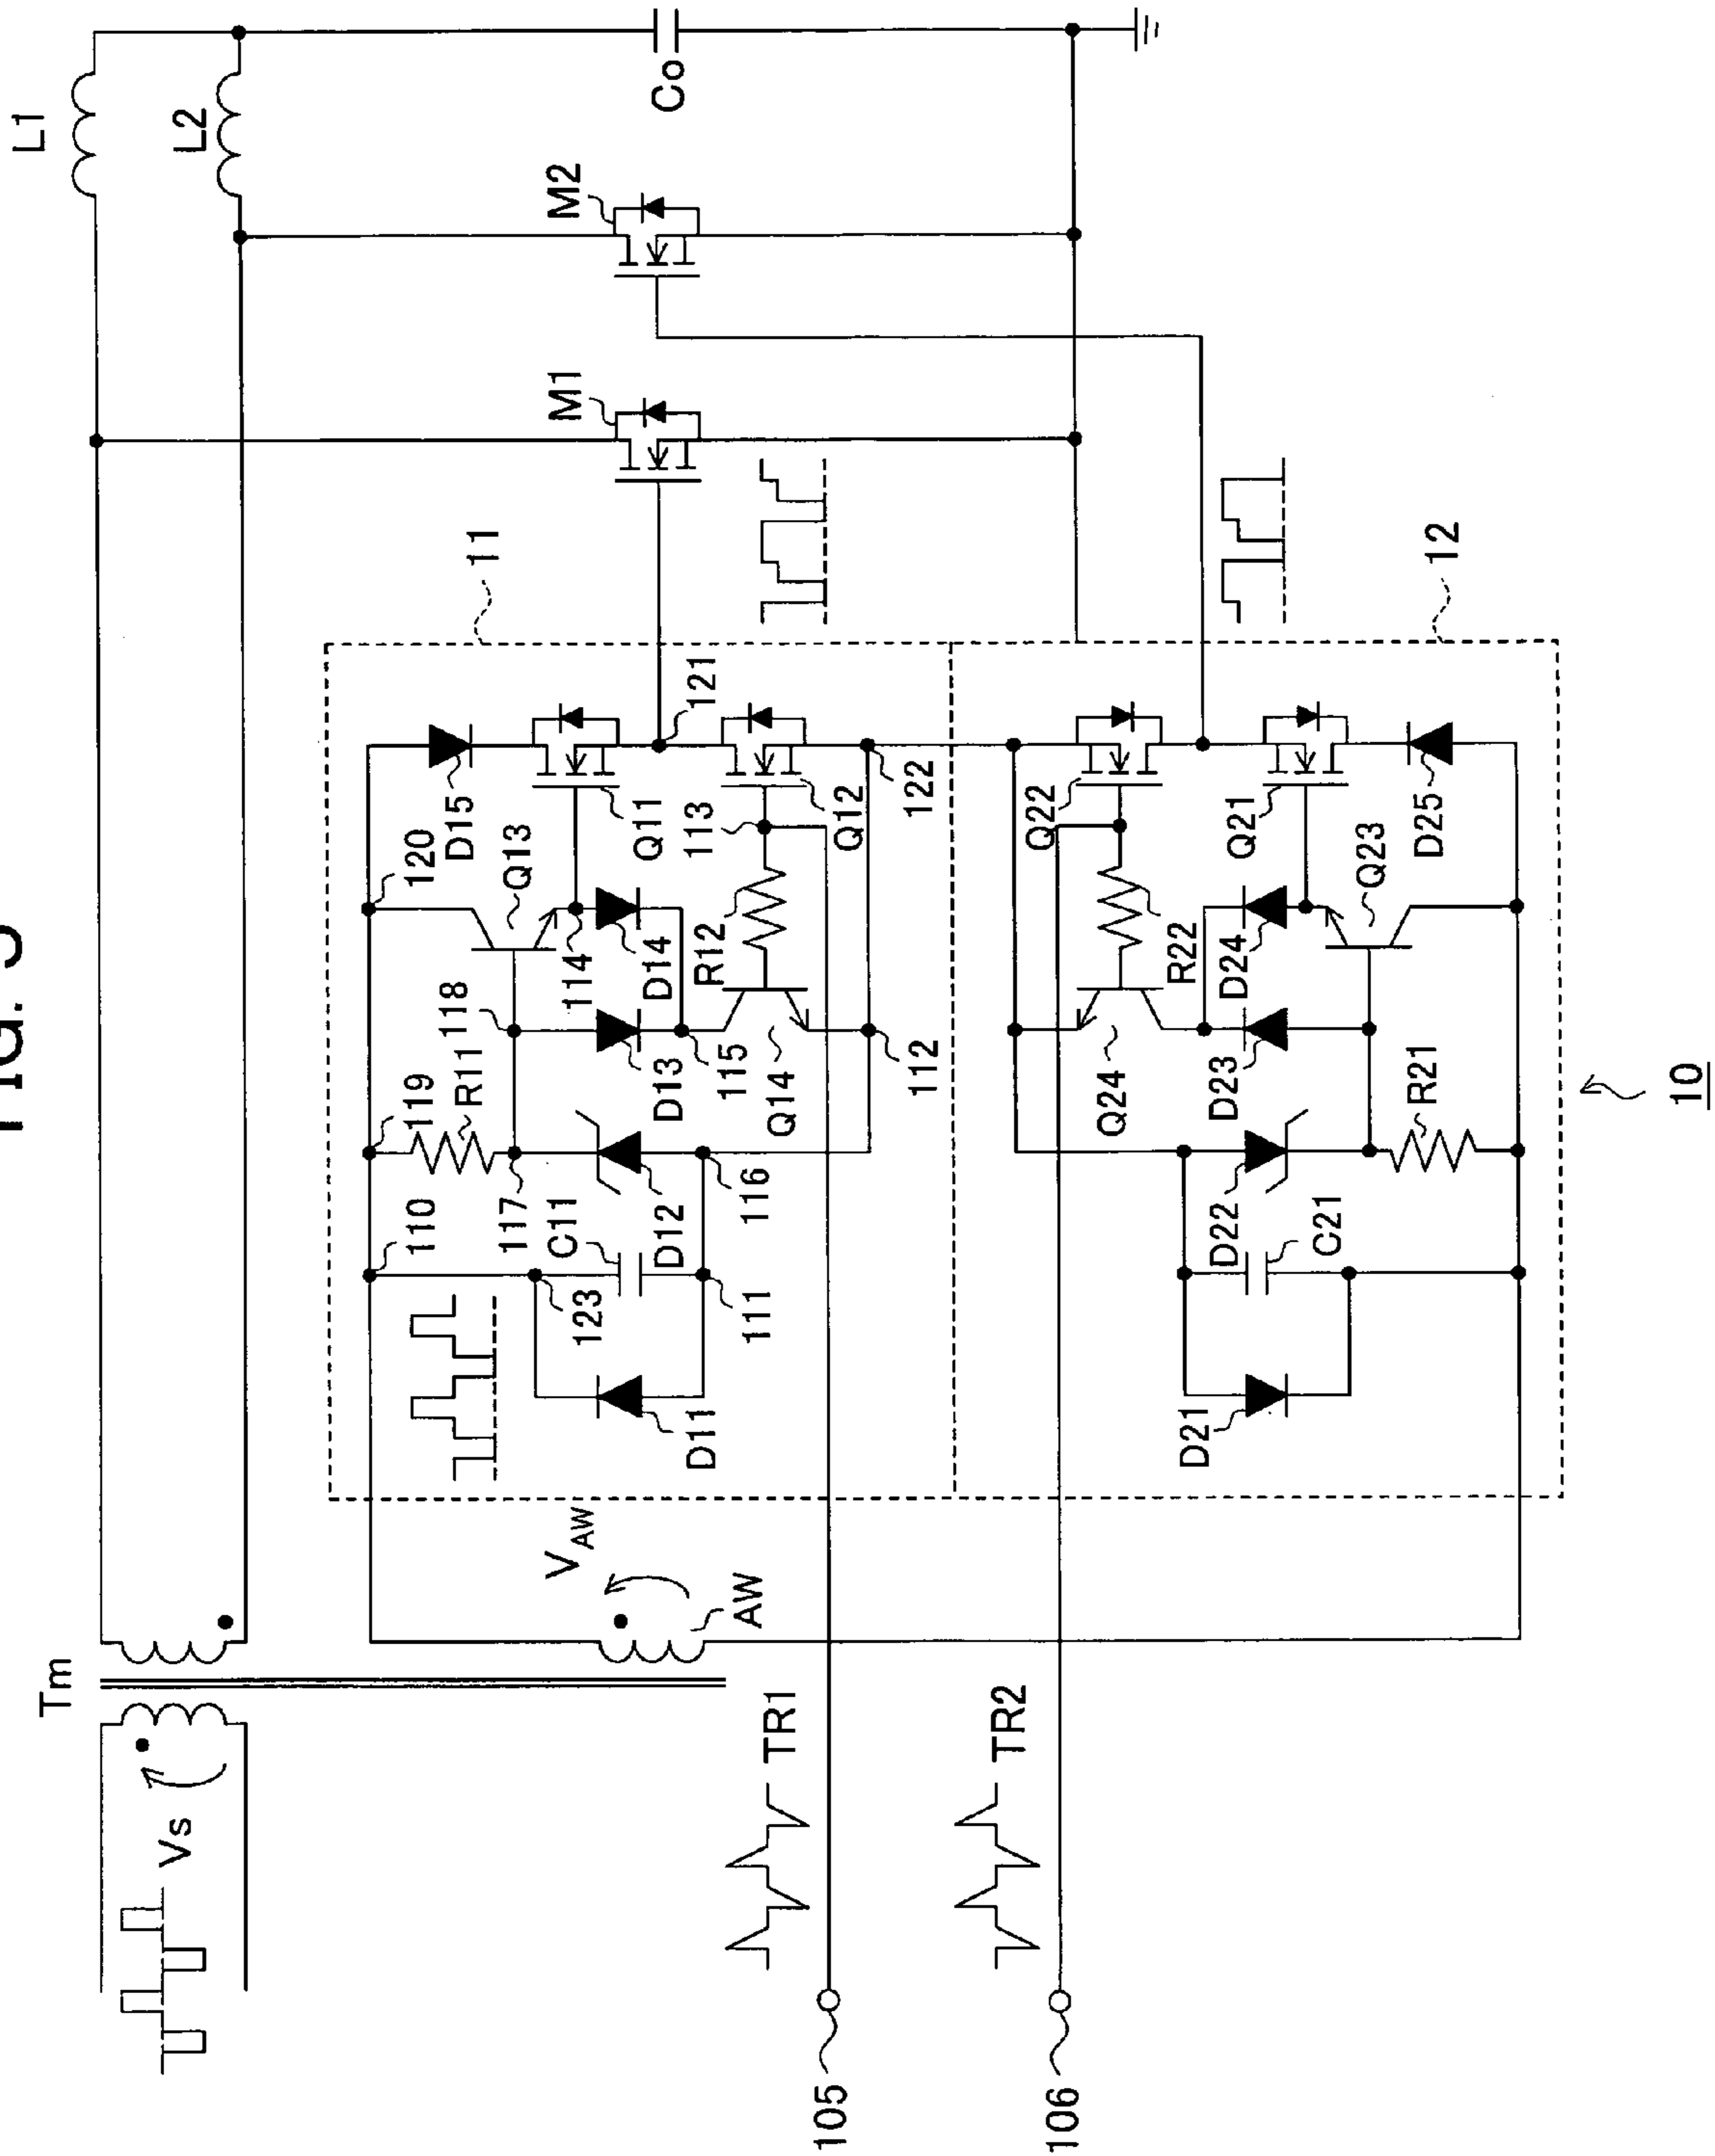 FIG. 3
L1
L2
Co
M2
M1
11
12
10
120
D15
Q13
Q11
121
113
Q12
122
114
D14
R12
118
119
R11
D13
115
Q14
112
110
117
C11
D12
116
123
111
D11
Q22
Q21
D25
Q23
D24
R22
Q24
D23
R21
D22
C21
D21
VAW
AW
Tm
Vs
TR1
TR2
105
106